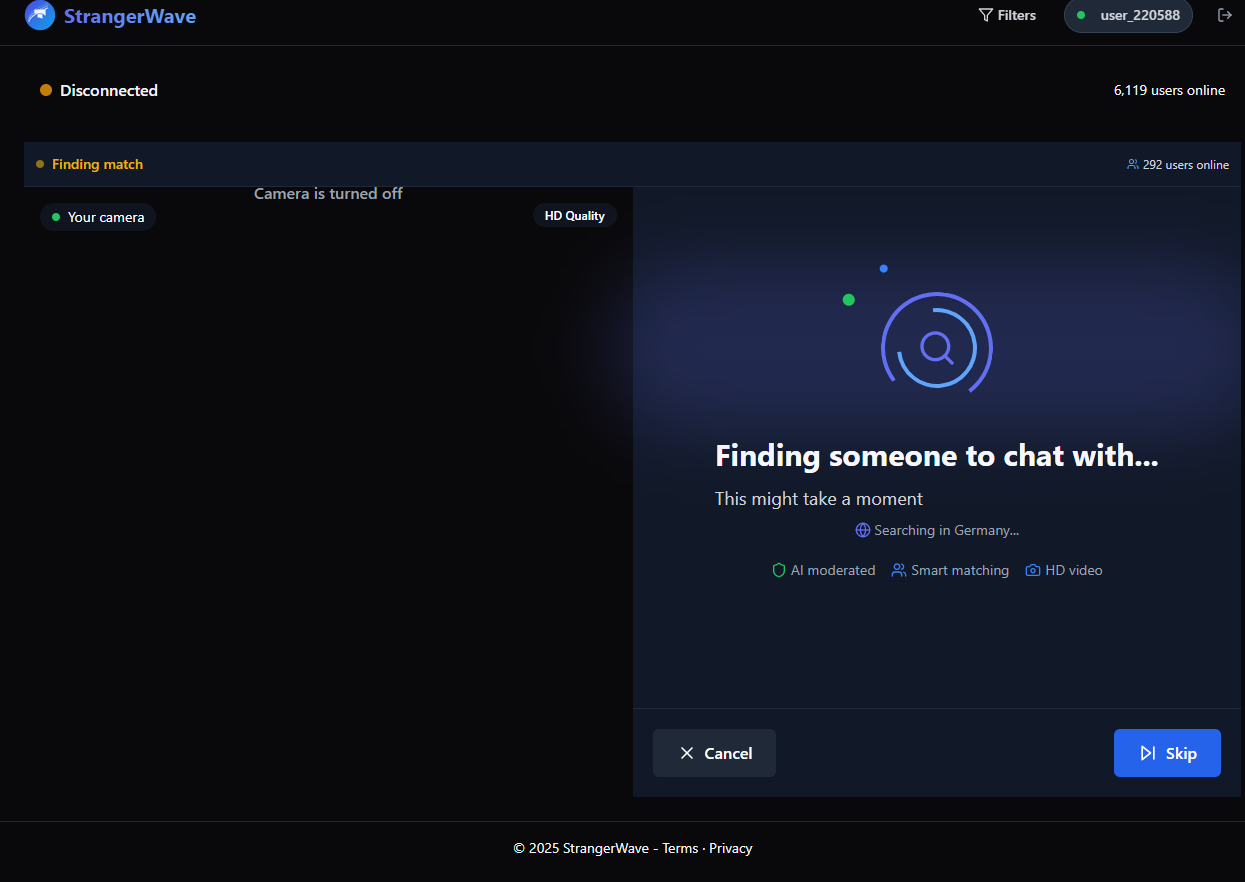 StrangerWave
Filters
user_220588
Disconnected
6,119 users online
Finding match
292 users online
Camera is turned off
Your camera
HD Quality
Finding someone to chat with...
This might take a moment
Searching in Germany...
AI moderated
Smart matching
HD video
Cancel
Skip
© 2025 StrangerWave - Terms · Privacy